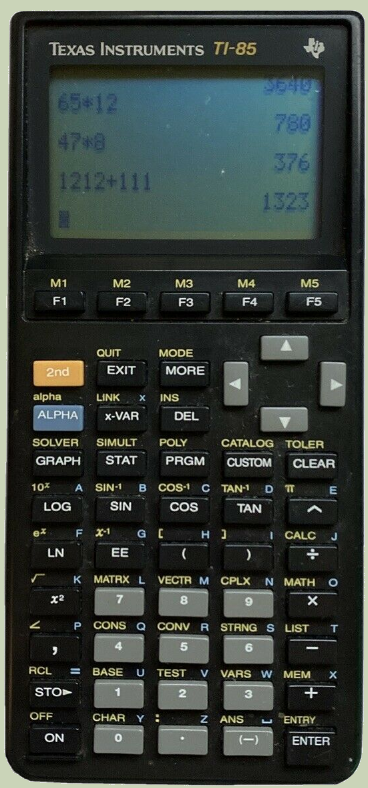 TEXAS INSTRUMENTS TI-85
3640
65*12
780
47*8
376
1212+111
1323
M1 M2 M3 M4 M5
F1 F2 F3 F4 F5
QUIT MODE
2nd EXIT MORE
alpha LINK x INS
ALPHA x-VAR DEL
SOLVER SIMULT POLY CATALOG TOLER
GRAPH STAT PRGM CUSTOM CLEAR
10ˣ A SIN⁻¹ B COS⁻¹ C TAN⁻¹ D π E
LOG SIN COS TAN ^
eˣ F x⁻¹ G [ H ] I CALC J
LN EE ( ) ÷
√ K MATRX L VECTR M CPLX N MATH O
x² 7 8 9 ×
∠ P CONS Q CONV R STRNG S LIST T
, 4 5 6 −
RCL = BASE U TEST V VARS W MEM X
STO► 1 2 3 +
OFF CHAR Y : Z ANS ␣ ENTRY
ON 0 . (−) ENTER